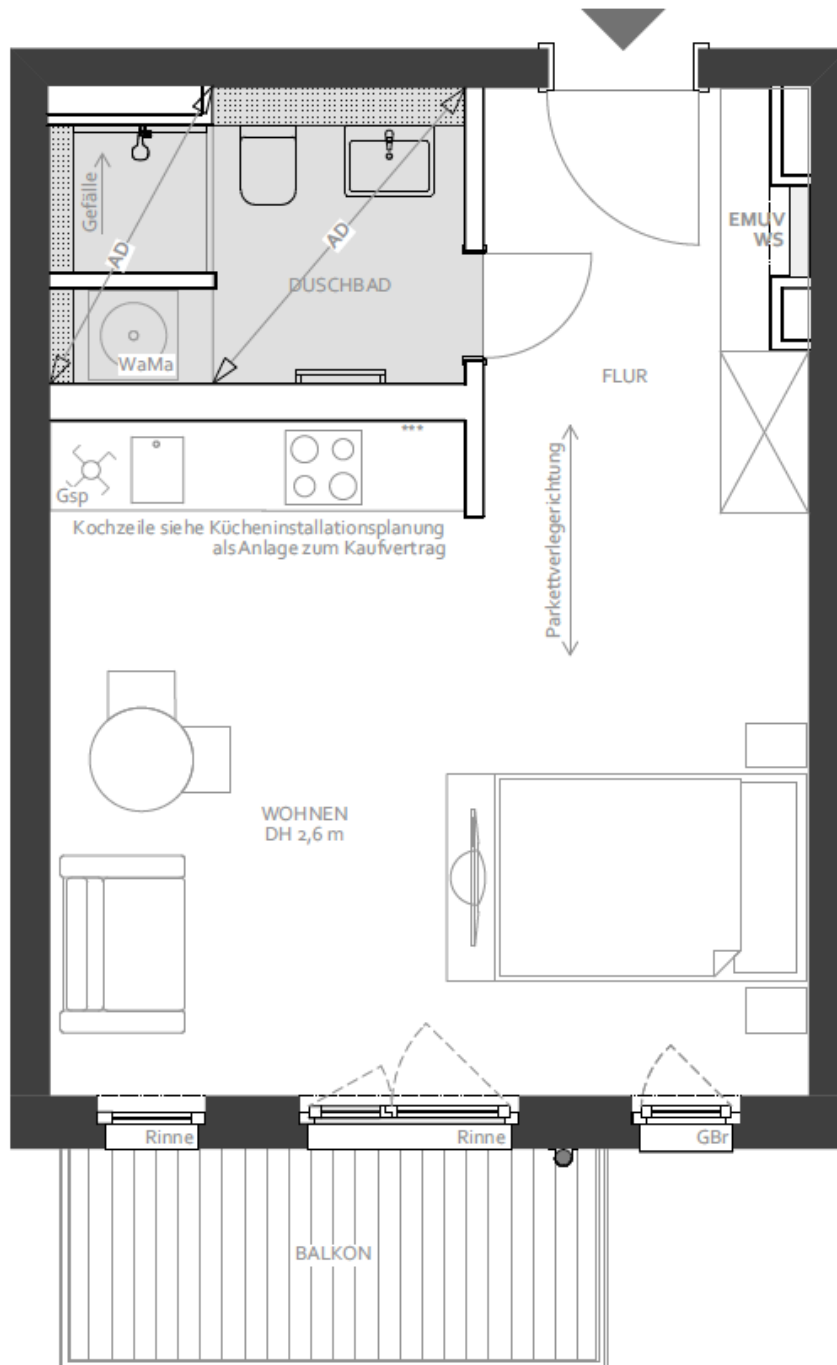 Gefälle
AD
AD
EMUV
WS
DUSCHBAD
WaMa
FLUR
***
Gsp
Kochzeile siehe Kücheninstallationsplanung
als Anlage zum Kaufvertrag
Parkettverlegerichtung
WOHNEN
DH 2,6 m
Rinne
Rinne
GBr
BALKON